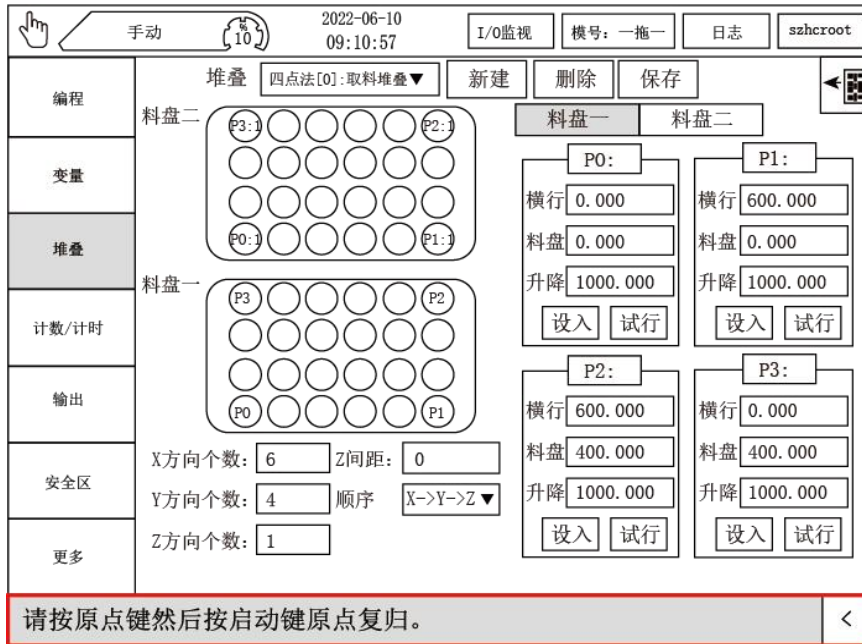 手动
%
10
2022-06-10
09:10:57
I/O监视
模号: 一拖一
日志
szhcroot
编程
变量
堆叠
计数/计时
输出
安全区
更多
堆叠
四点法[0]:取料堆叠▼
新建
删除
保存
料盘二
P3:1
P2:1
P0:1
P1:1
料盘一
P3
P2
P0
P1
X方向个数: 6
Z间距: 0
Y方向个数: 4
顺序 X->Y->Z▼
Z方向个数: 1
料盘一
料盘二
P0:
横行 0.000
料盘 0.000
升降 1000.000
设入 试行
P1:
横行 600.000
料盘 0.000
升降 1000.000
设入 试行
P2:
横行 600.000
料盘 400.000
升降 1000.000
设入 试行
P3:
横行 0.000
料盘 400.000
升降 1000.000
设入 试行
请按原点键然后按启动键原点复归。
<